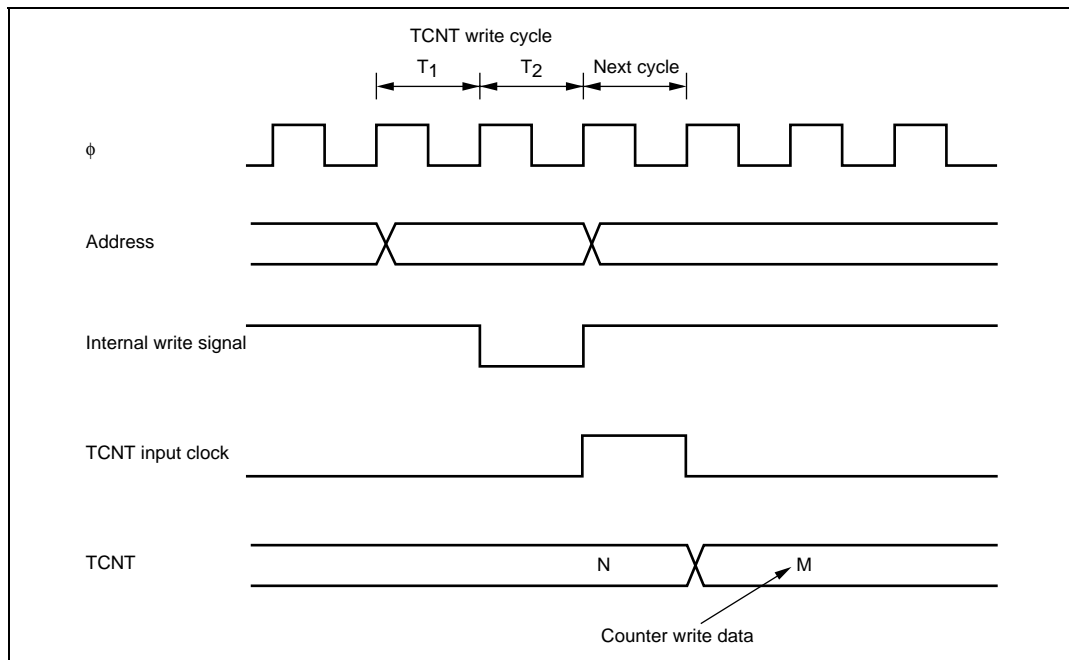 TCNT write cycle
T1 T2 Next cycle
ϕ
Address
Internal write signal
TCNT input clock
TCNT N M
Counter write data